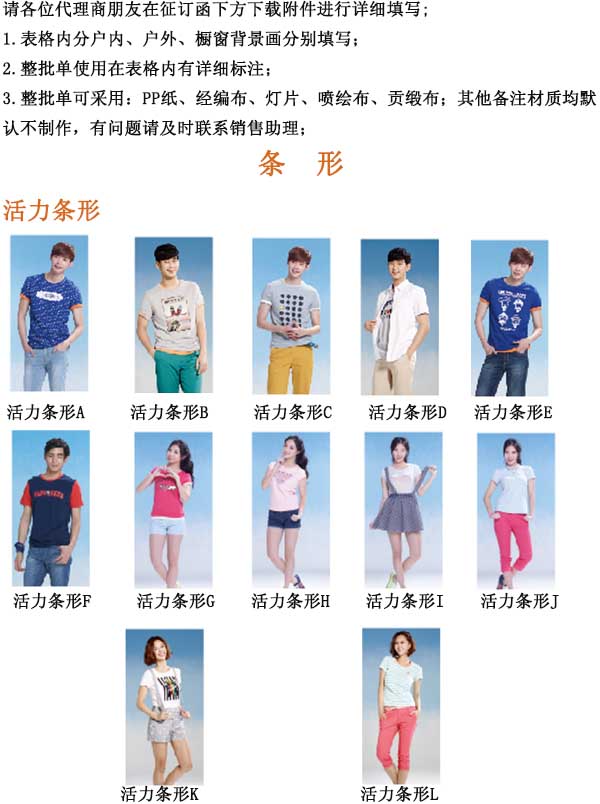 请各位代理商朋友在征订函下方下载附件进行详细填写;
1.表格内分户内、户外、橱窗背景画分别填写;
2.整批单使用在表格内有详细标注;
3.整批单可采用: PP纸、经编布、灯片、喷绘布、贡缎布; 其他备注材质均默
认不制作, 有问题请及时联系销售助理;
条 形
活力条形
活力条形A 活力条形B 活力条形C 活力条形D 活力条形E
活力条形F 活力条形G 活力条形H 活力条形I 活力条形J
活力条形K 活力条形L